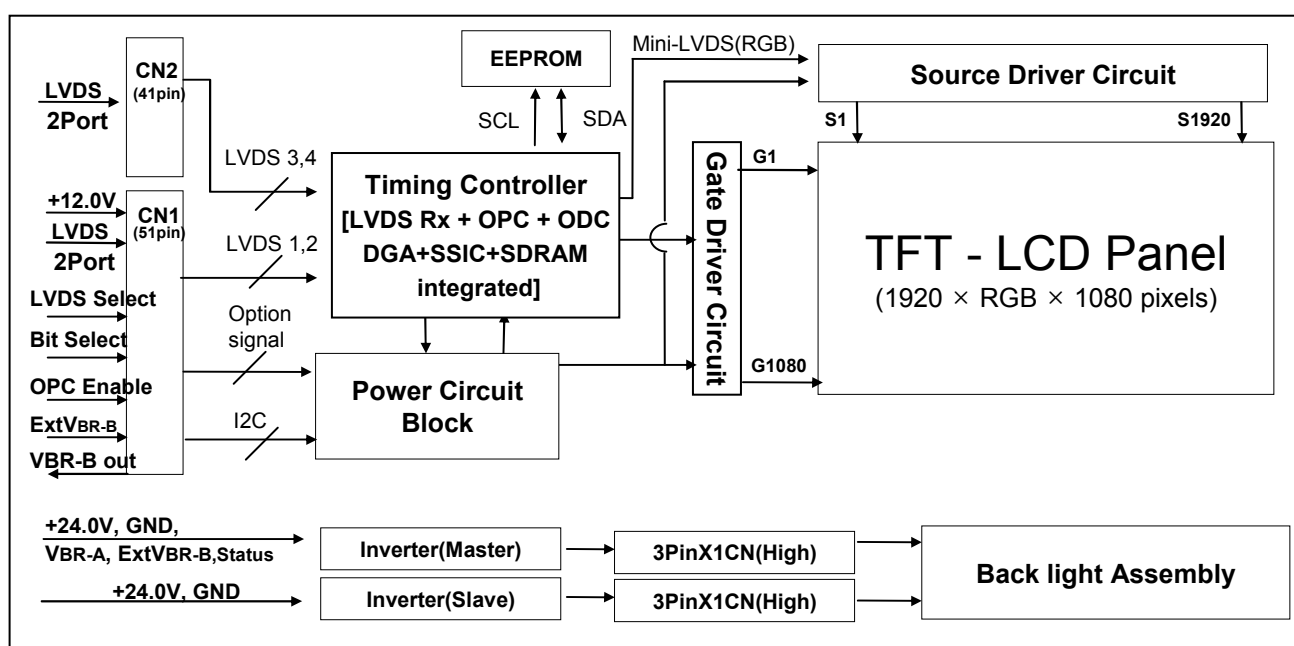 CN2
(41pin)
LVDS
2Port
EEPROM
SCL
SDA
Mini-LVDS(RGB)
Source Driver Circuit
S1
S1920
LVDS 3,4
CN1
(51pin)
+12.0V
LVDS
2Port
LVDS Select
Bit Select
OPC Enable
ExtVBR-B
VBR-B out
LVDS 1,2
Option
signal
I2C
Timing Controller
[LVDS Rx + OPC + ODC
DGA+SSIC+SDRAM
integrated]
Power Circuit
Block
Gate Driver Circuit
G1
G1080
TFT - LCD Panel
(1920 × RGB × 1080 pixels)
+24.0V, GND,
VBR-A, ExtVBR-B,Status
Inverter(Master)
3PinX1CN(High)
+24.0V, GND
Inverter(Slave)
3PinX1CN(High)
Back light Assembly